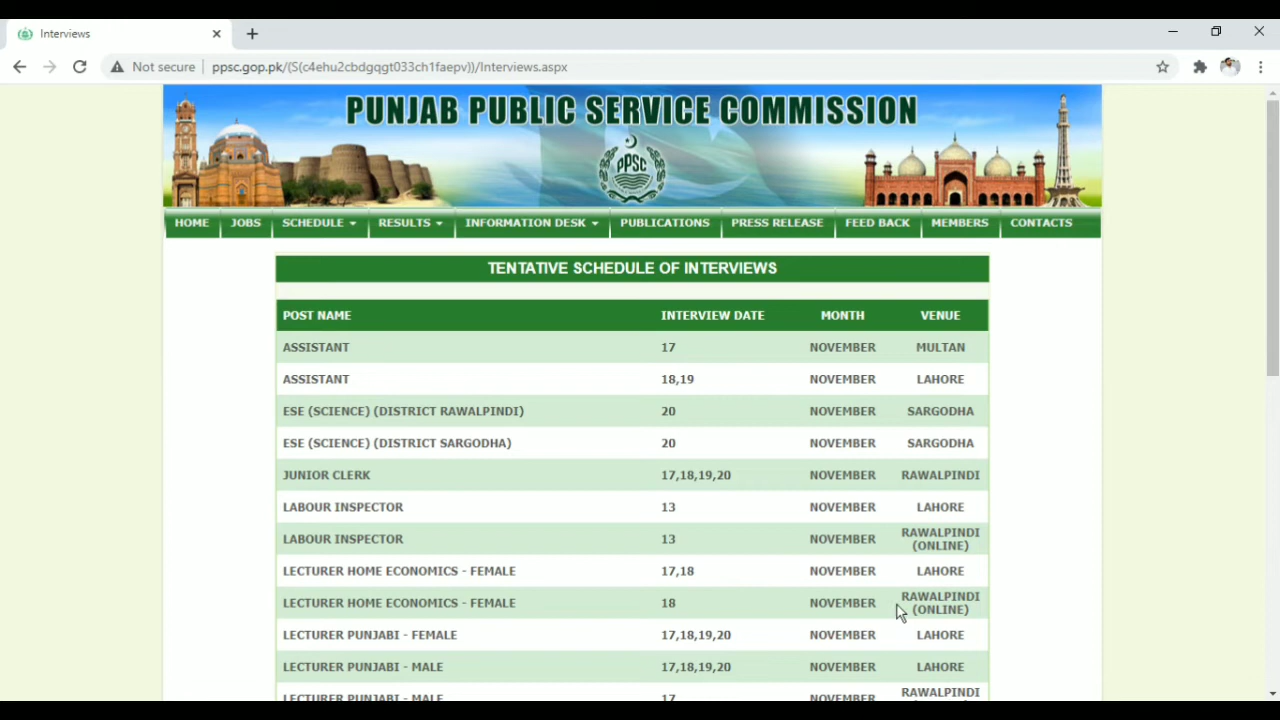 Interviews
Not secure ppsc.gop.pk/(S(c4ehu2cbdgqgt033ch1faepv))/Interviews.aspx
PUNJAB PUBLIC SERVICE COMMISSION
PPSC
HOME JOBS SCHEDULE RESULTS INFORMATION DESK PUBLICATIONS PRESS RELEASE FEED BACK MEMBERS CONTACTS
TENTATIVE SCHEDULE OF INTERVIEWS
POST NAME INTERVIEW DATE MONTH VENUE
ASSISTANT 17 NOVEMBER MULTAN
ASSISTANT 18,19 NOVEMBER LAHORE
ESE (SCIENCE) (DISTRICT RAWALPINDI) 20 NOVEMBER SARGODHA
ESE (SCIENCE) (DISTRICT SARGODHA) 20 NOVEMBER SARGODHA
JUNIOR CLERK 17,18,19,20 NOVEMBER RAWALPINDI
LABOUR INSPECTOR 13 NOVEMBER LAHORE
LABOUR INSPECTOR 13 NOVEMBER RAWALPINDI
(ONLINE)
LECTURER HOME ECONOMICS - FEMALE 17,18 NOVEMBER LAHORE
LECTURER HOME ECONOMICS - FEMALE 18 NOVEMBER RAWALPINDI
(ONLINE)
LECTURER PUNJABI - FEMALE 17,18,19,20 NOVEMBER LAHORE
LECTURER PUNJABI - MALE 17,18,19,20 NOVEMBER LAHORE
LECTURER PUNJABI - MALE 17 NOVEMBER RAWALPINDI